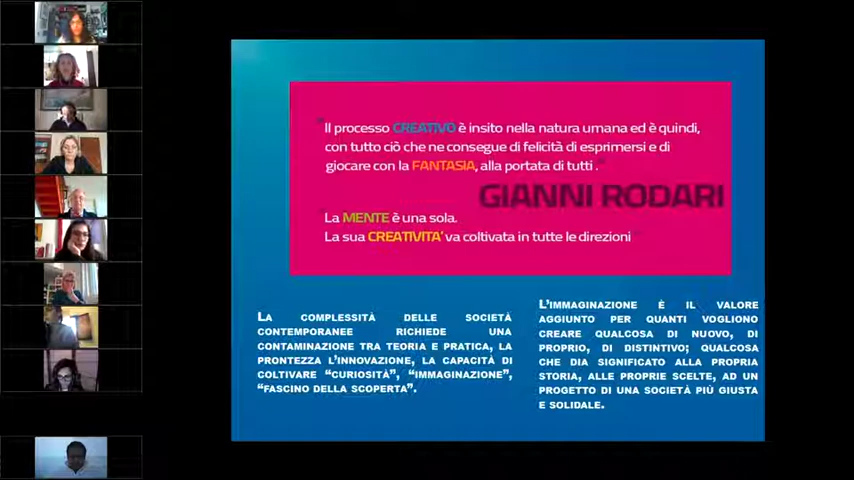 "Il processo CREATIVO è insito nella natura umana ed è quindi,
con tutto ciò che ne consegue di felicità di esprimersi e di
giocare con la FANTASIA, alla portata di tutti."
GIANNI RODARI
"La MENTE è una sola.
La sua CREATIVITA' va coltivata in tutte le direzioni"
LA COMPLESSITÀ DELLE SOCIETÀ
CONTEMPORANEE RICHIEDE UNA
CONTAMINAZIONE TRA TEORIA E PRATICA, LA
PRONTEZZA L'INNOVAZIONE, LA CAPACITÀ DI
COLTIVARE "CURIOSITÀ", "IMMAGINAZIONE",
"FASCINO DELLA SCOPERTA".
L'IMMAGINAZIONE È IL VALORE
AGGIUNTO PER QUANTI VOGLIONO
CREARE QUALCOSA DI NUOVO, DI
PROPRIO, DI DISTINTIVO; QUALCOSA
CHE DIA SIGNIFICATO ALLA PROPRIA
STORIA, ALLE PROPRIE SCELTE, AD UN
PROGETTO DI UNA SOCIETÀ PIÙ GIUSTA
E SOLIDALE.